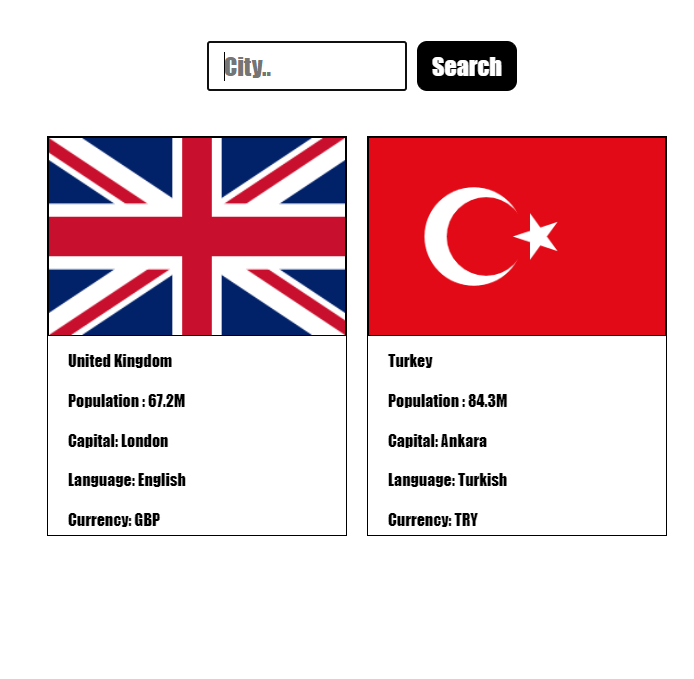 City..
Search
United Kingdom
Population : 67.2M
Capital: London
Language: English
Currency: GBP
Turkey
Population : 84.3M
Capital: Ankara
Language: Turkish
Currency: TRY